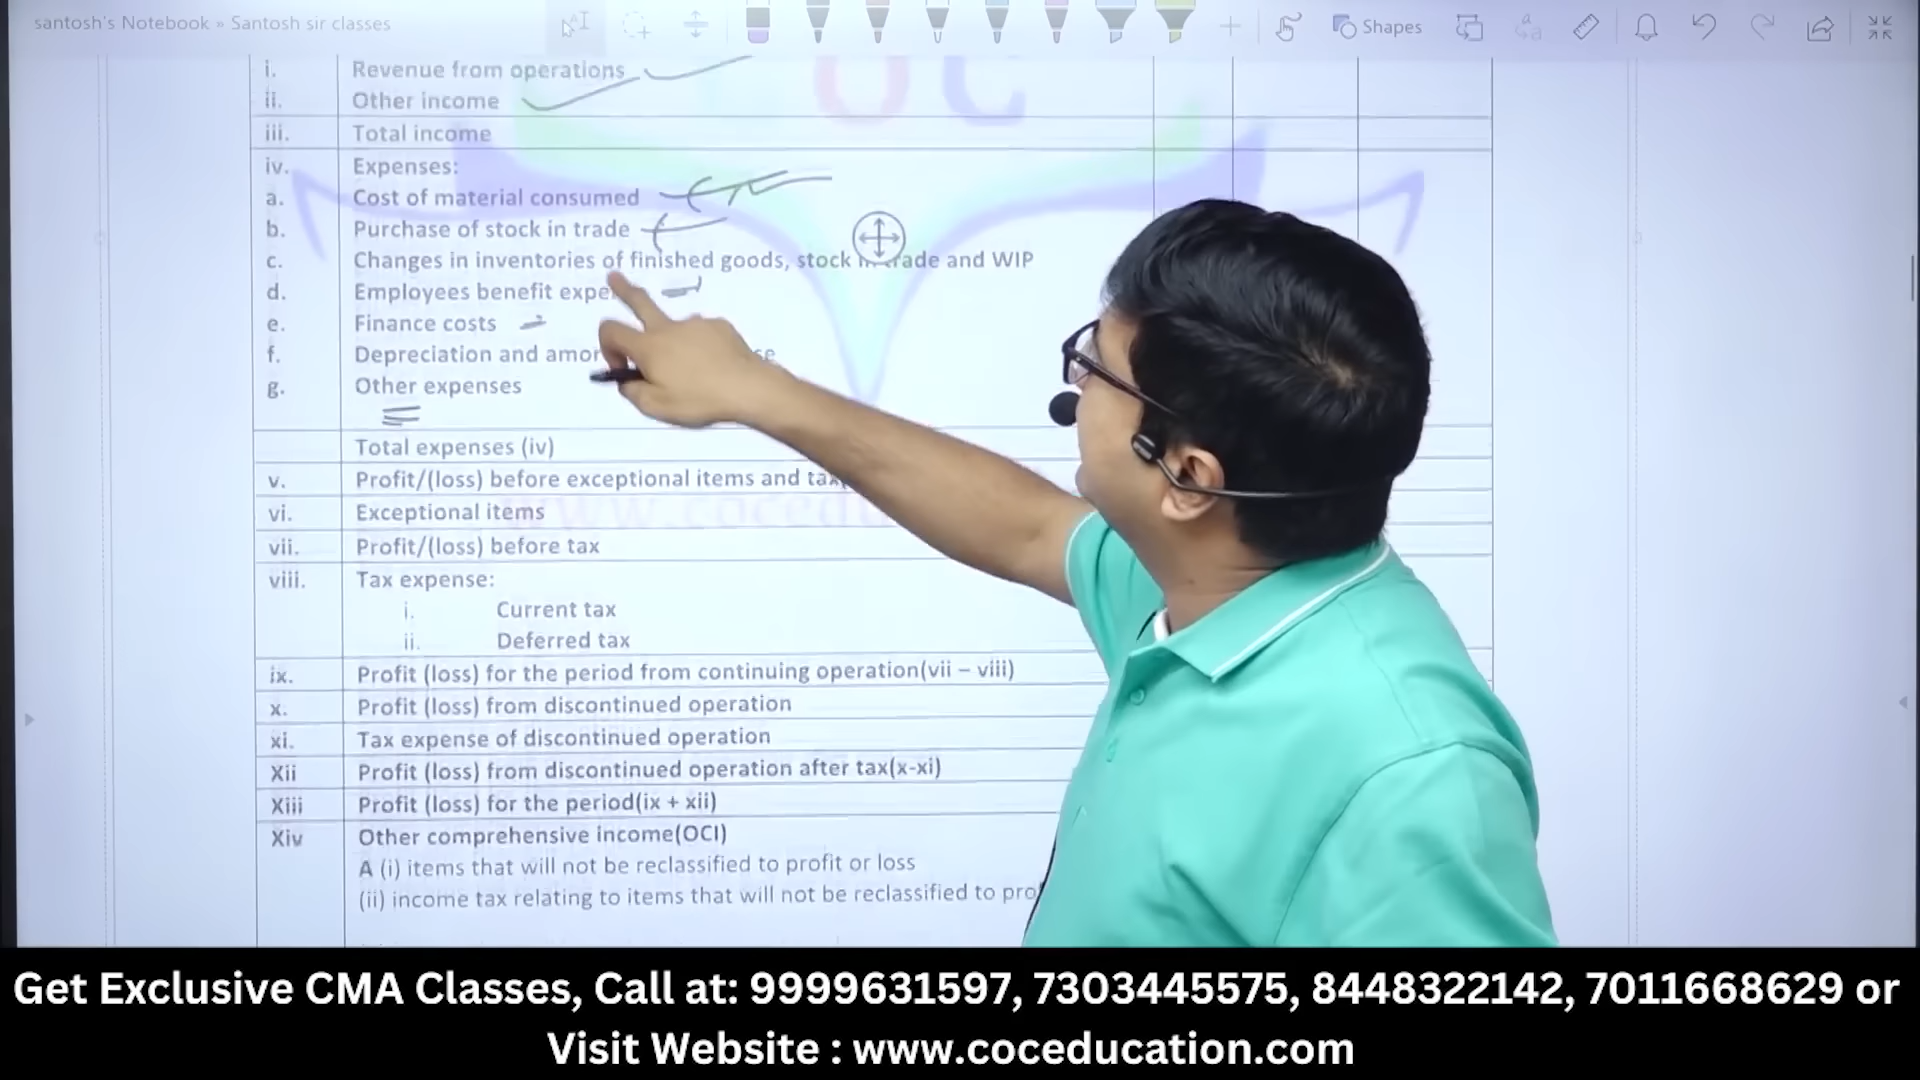 santosh's Notebook » Santosh sir classes
Shapes
OC
i. Revenue from operations
ii. Other income
iii. Total income
iv. Expenses:
a. Cost of material consumed
b. Purchase of stock in trade
c. Changes in inventories of finished goods, stock in trade and WIP
d. Employees benefit
e. Finance costs
f. Depreciation and
g. Other expenses
Total expenses (iv)
v. Profit/(loss) before exceptional items and tax
vi. Exceptional items
vii. Profit/(loss) before tax
viii. Tax expense:
i. Current tax
ii. Deferred tax
ix. Profit (loss) for the period from continuing operation(vii – viii)
x. Profit (loss) from discontinued operation
xi. Tax expense of discontinued operation
Xii Profit (loss) from discontinued operation after tax(x-xi)
Xiii Profit (loss) for the period(ix + xii)
Xiv Other comprehensive income(OCI)
A (i) items that will not be reclassified to profit or loss
(ii) income tax relating to items that will not be reclassified to
Get Exclusive CMA Classes, Call at: 9999631597, 7303445575, 8448322142, 7011668629 or
Visit Website : www.coceducation.com